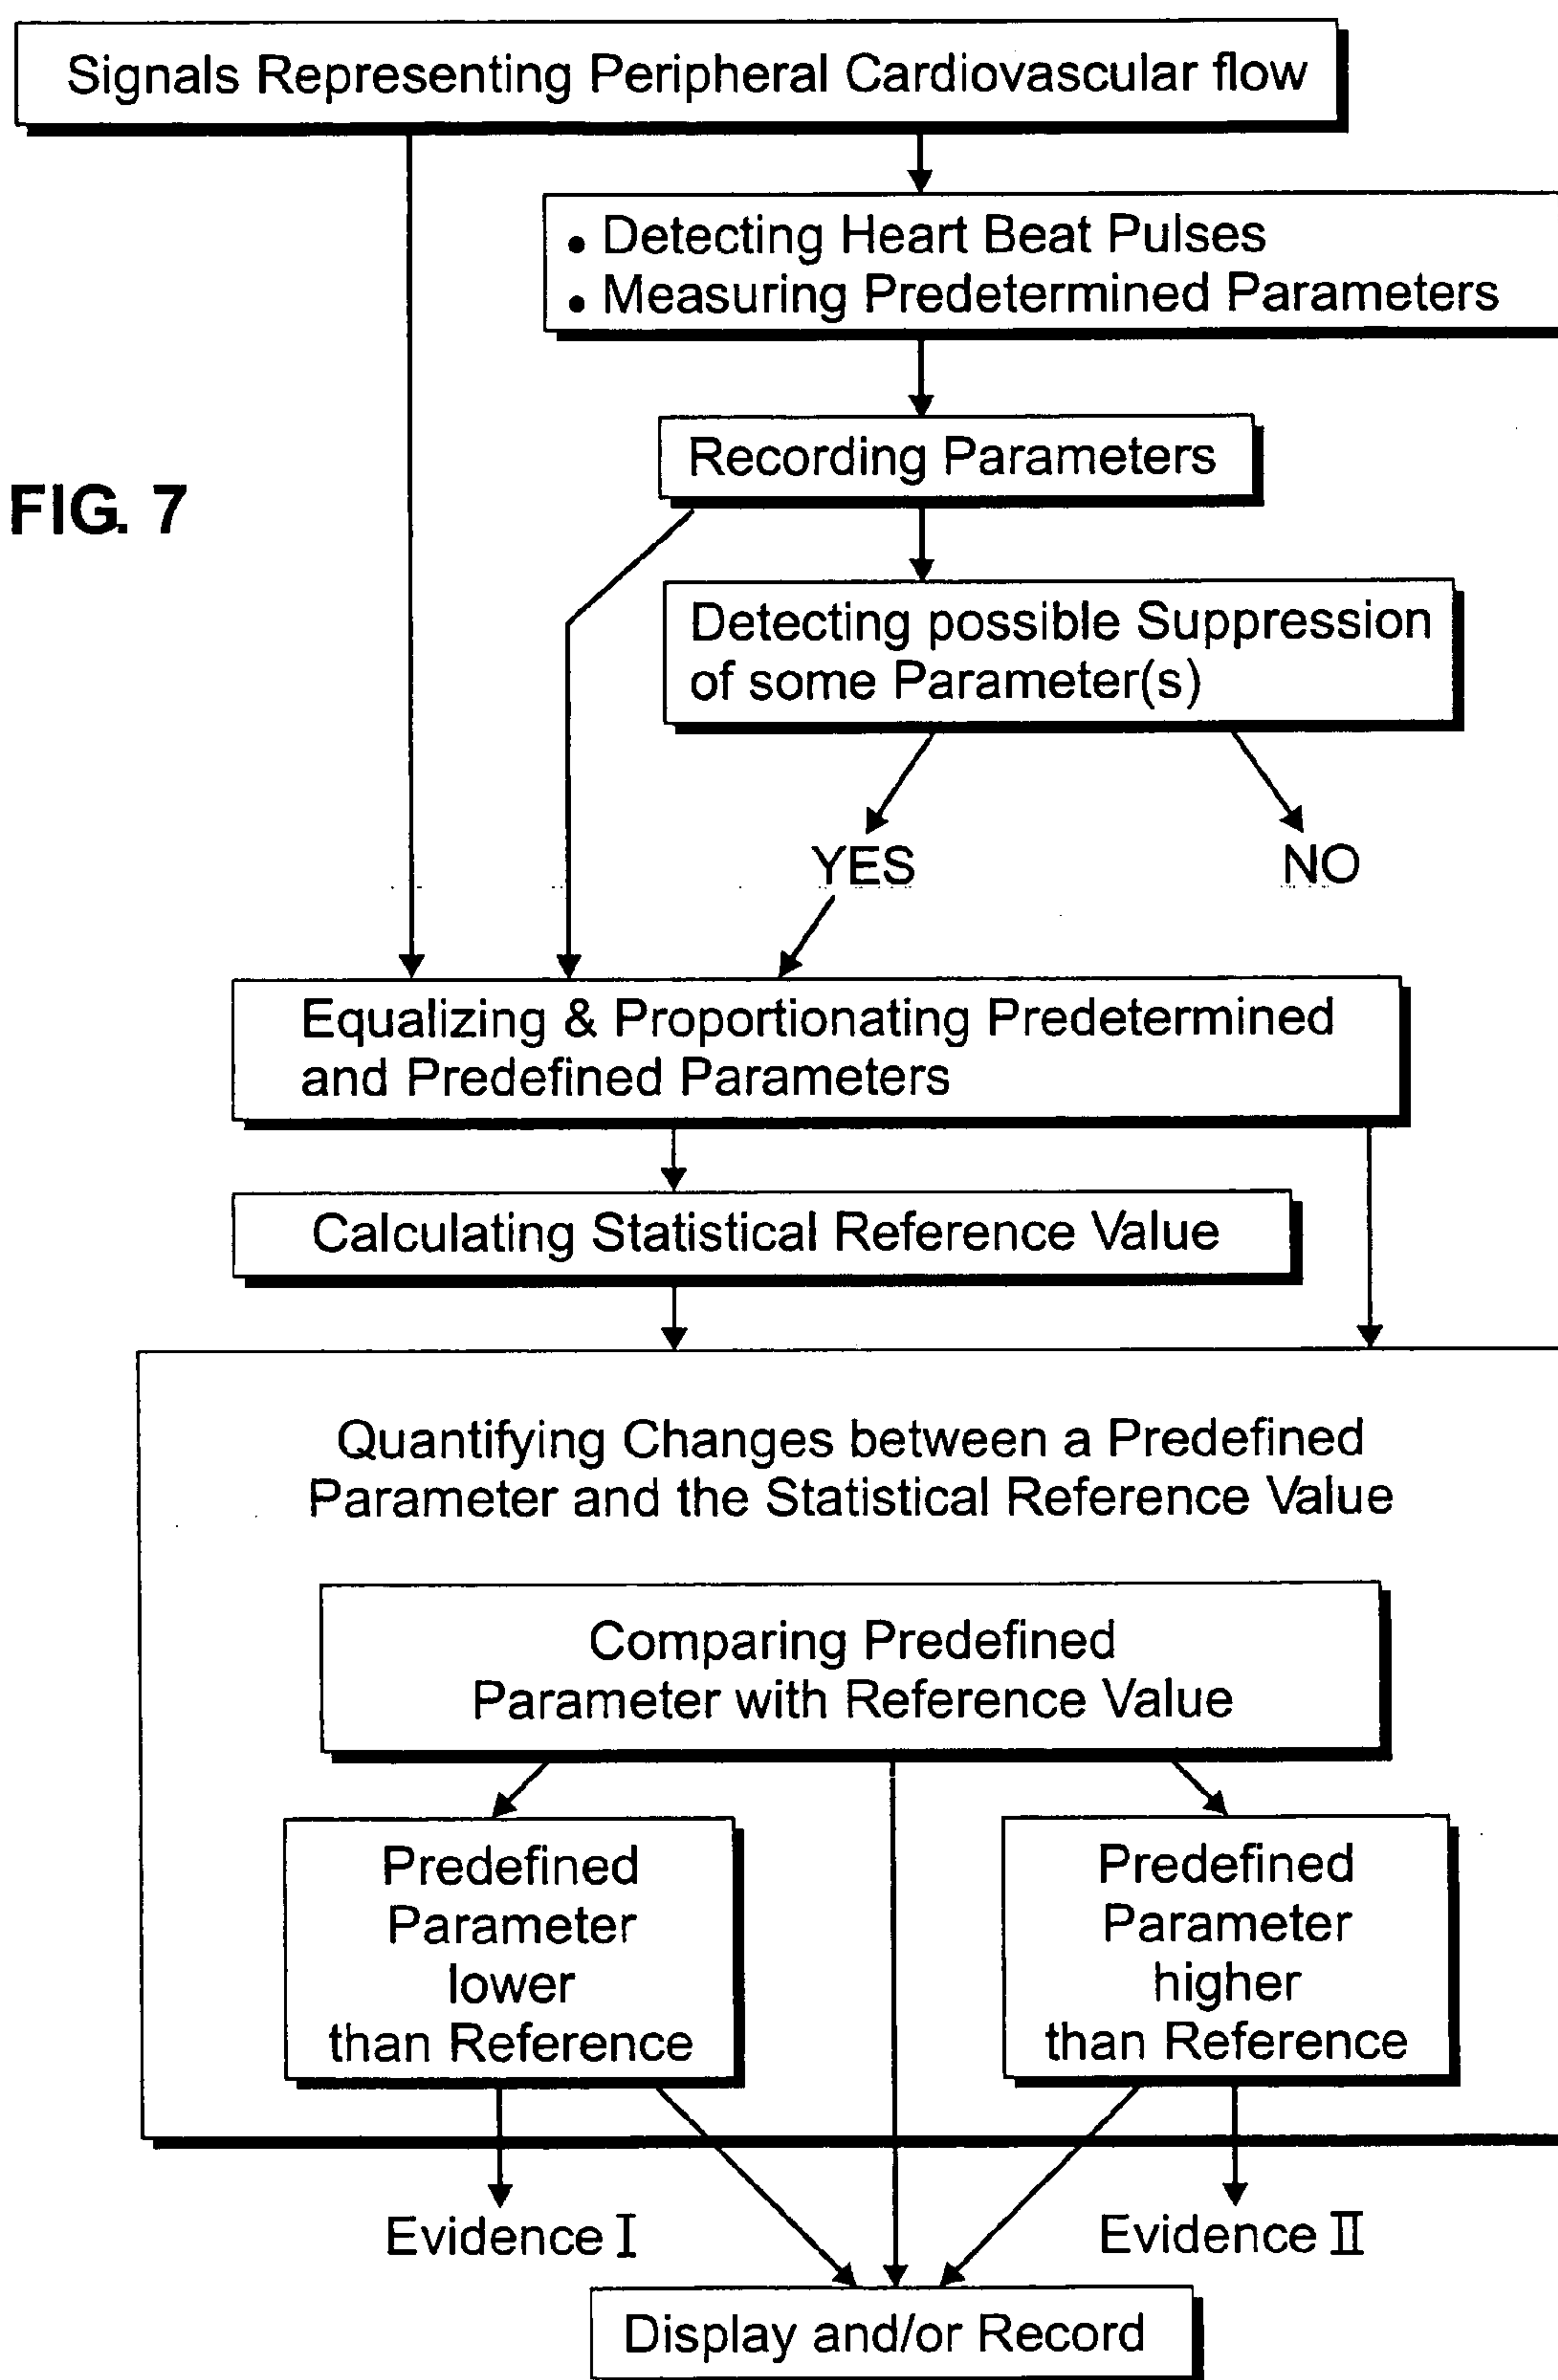 Signals Representing Peripheral Cardiovascular flow
• Detecting Heart Beat Pulses
• Measuring Predetermined Parameters
Recording Parameters
FIG. 7
Detecting possible Suppression
of some Parameter(s)
YES
NO
Equalizing & Proportionating Predetermined
and Predefined Parameters
Calculating Statistical Reference Value
Quantifying Changes between a Predefined
Parameter and the Statistical Reference Value
Comparing Predefined
Parameter with Reference Value
Predefined
Parameter
lower
than Reference
Predefined
Parameter
higher
than Reference
Evidence I
Evidence II
Display and/or Record